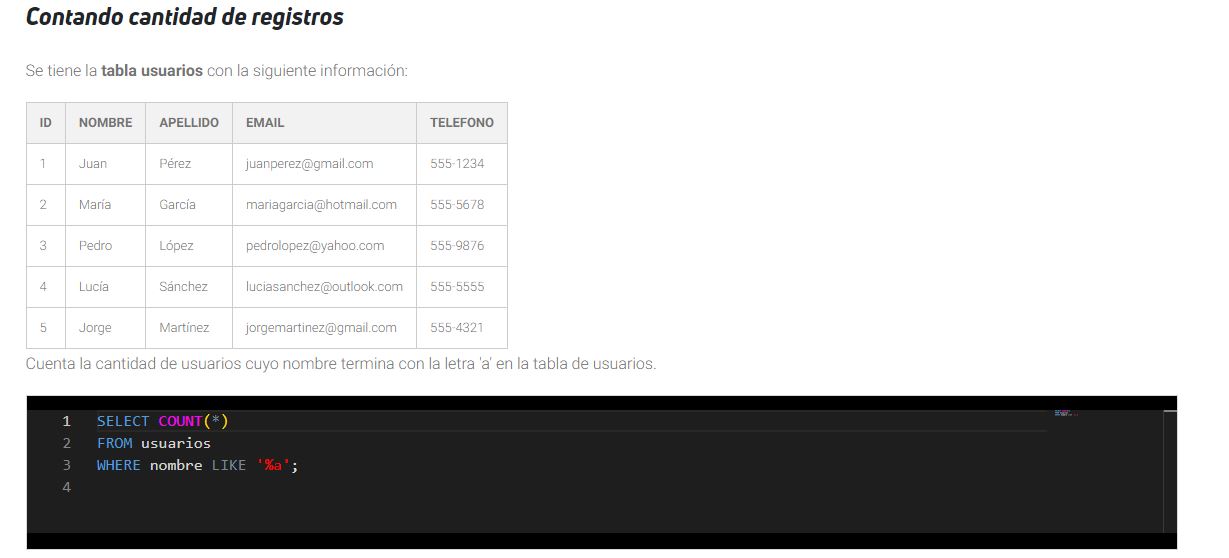 Contando cantidad de registros
Se tiene la tabla usuarios con la siguiente información:
ID NOMBRE APELLIDO EMAIL TELEFONO
1 Juan Pérez juanperez@gmail.com 555-1234
2 María García mariagarcia@hotmail.com 555-5678
3 Pedro López pedrolopez@yahoo.com 555-9876
4 Lucía Sánchez luciasanchez@outlook.com 555-5555
5 Jorge Martínez jorgemartinez@gmail.com 555-4321
Cuenta la cantidad de usuarios cuyo nombre termina con la letra 'a' en la tabla de usuarios.
1 SELECT COUNT(*)
2 FROM usuarios
3 WHERE nombre LIKE '%a';
4